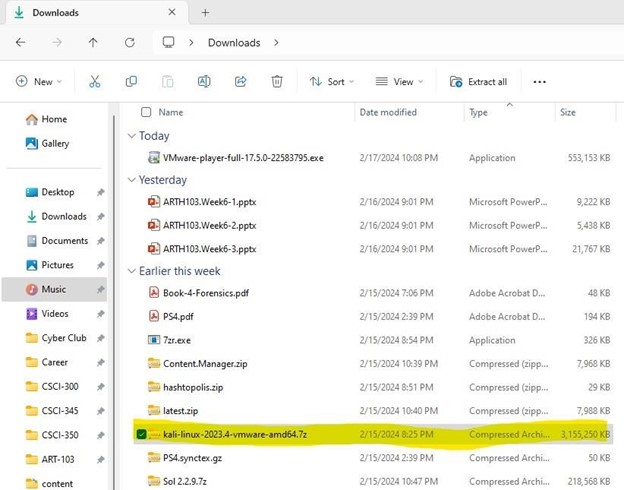 Downloads
Downloads
New Sort View Extract all
Name Date modified Type Size
Home
Gallery
Desktop
Downloads
Documents
Pictures
Music
Videos
Cyber Club
Career
CSCI-300
CSCI-345
CSCI-350
ART-103
content
Today
VMware-player-full-17.5.0-22583795.exe 2/17/2024 10:08 PM Application 553,153 KB
Yesterday
ARTH103.Week6-1.pptx 2/16/2024 9:01 PM Microsoft PowerP... 9,222 KB
ARTH103.Week6-2.pptx 2/16/2024 9:01 PM Microsoft PowerP... 5,438 KB
ARTH103.Week6-3.pptx 2/16/2024 9:01 PM Microsoft PowerP... 21,767 KB
Earlier this week
Book-4-Forensics.pdf 2/15/2024 7:06 PM Adobe Acrobat D... 48 KB
PS4.pdf 2/15/2024 2:39 PM Adobe Acrobat D... 194 KB
7zr.exe 2/15/2024 8:54 PM Application 326 KB
Content.Manager.zip 2/15/2024 10:39 PM Compressed (zipp... 7,968 KB
hashtopolis.zip 2/15/2024 8:51 PM Compressed (zipp... 29 KB
latest.zip 2/15/2024 10:40 PM Compressed (zipp... 7,988 KB
kali-linux-2023.4-vmware-amd64.7z 2/15/2024 8:25 PM Compressed Archi... 3,155,250 KB
PS4.synctex.gz 2/15/2024 2:39 PM Compressed Archi... 50 KB
Sol 2.2.9.7z 2/15/2024 10:47 PM Compressed Archi... 218,568 KB